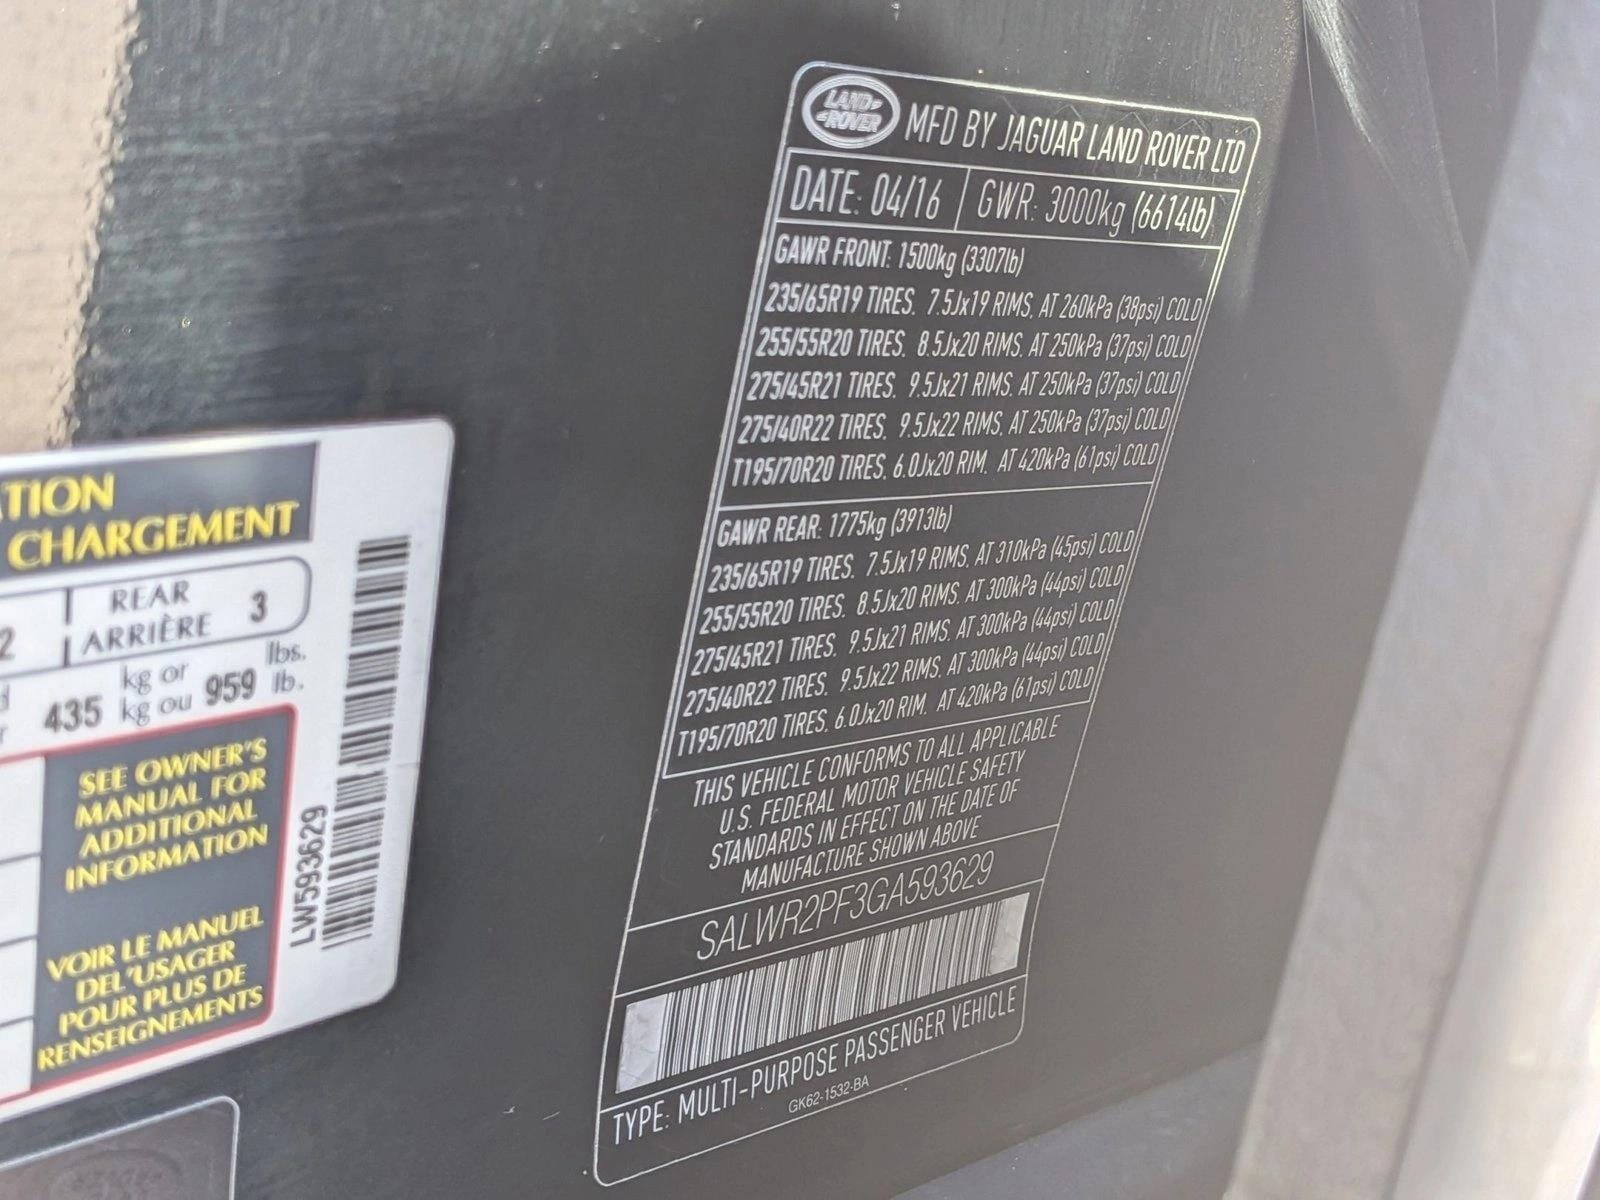 TION
CHARGEMENT
2 REAR ARRIÈRE 3
435 kg or kg ou 959 lbs. lb.
SEE OWNER'S
MANUAL FOR
ADDITIONAL
INFORMATION
VOIR LE MANUEL
DEL'USAGER
POUR PLUS DE
RENSEIGNEMENTS
LW593629
LAND-
-ROVER
MFD BY JAGUAR LAND ROVER LTD
DATE: 04/16 GWR: 3000kg (6614lb)
GAWR FRONT: 1500kg (3307lb)
235/65R19 TIRES. 7.5Jx19 RIMS. AT 260kPa (38psi) COLD
255/55R20 TIRES. 8.5Jx20 RIMS. AT 250kPa (37psi) COLD
275/45R21 TIRES. 9.5Jx21 RIMS. AT 250kPa (37psi) COLD
275/40R22 TIRES. 9.5Jx22 RIMS. AT 250kPa (37psi) COLD
T195/70R20 TIRES. 6.0Jx20 RIM. AT 420kPa (61psi) COLD
GAWR REAR: 1775kg (3913lb)
235/65R19 TIRES. 7.5Jx19 RIMS. AT 310kPa (45psi) COLD
255/55R20 TIRES. 8.5Jx20 RIMS. AT 300kPa (44psi) COLD
275/45R21 TIRES. 9.5Jx21 RIMS. AT 300kPa (44psi) COLD
275/40R22 TIRES. 9.5Jx22 RIMS. AT 300kPa (44psi) COLD
T195/70R20 TIRES. 6.0Jx20 RIM. AT 420kPa (61psi) COLD
THIS VEHICLE CONFORMS TO ALL APPLICABLE
U.S. FEDERAL MOTOR VEHICLE SAFETY
STANDARDS IN EFFECT ON THE DATE OF
MANUFACTURE SHOWN ABOVE
SALWR2PF3GA593629
TYPE: MULTI-PURPOSE PASSENGER VEHICLE
GK62-1532-BA